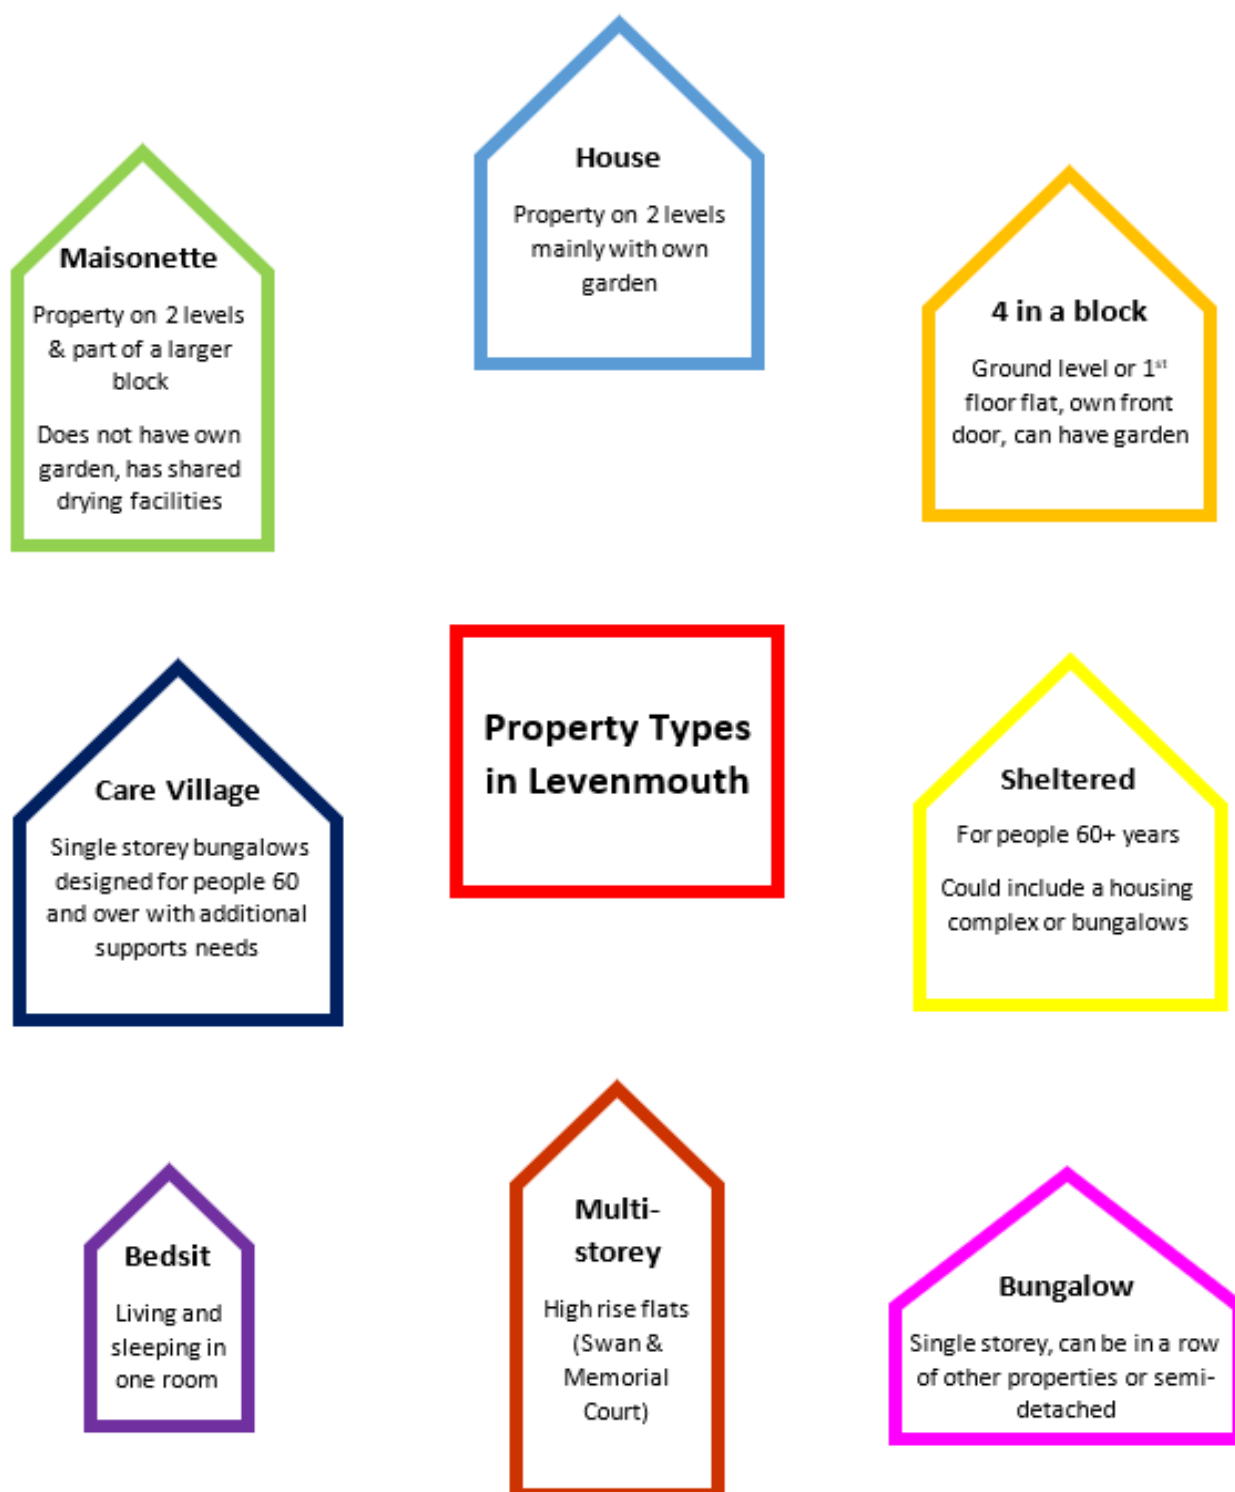 House
Property on 2 levels
mainly with own
garden
Maisonette
Property on 2 levels
& part of a larger
block
Does not have own
garden, has shared
drying facilities
4 in a block
Ground level or 1st
floor flat, own front
door, can have garden
Property Types
in Levenmouth
Care Village
Single storey bungalows
designed for people 60
and over with additional
supports needs
Sheltered
For people 60+ years
Could include a housing
complex or bungalows
Bedsit
Living and
sleeping in
one room
Multi-
storey
High rise flats
(Swan &
Memorial
Court)
Bungalow
Single storey, can be in a row
of other properties or semi-
detached